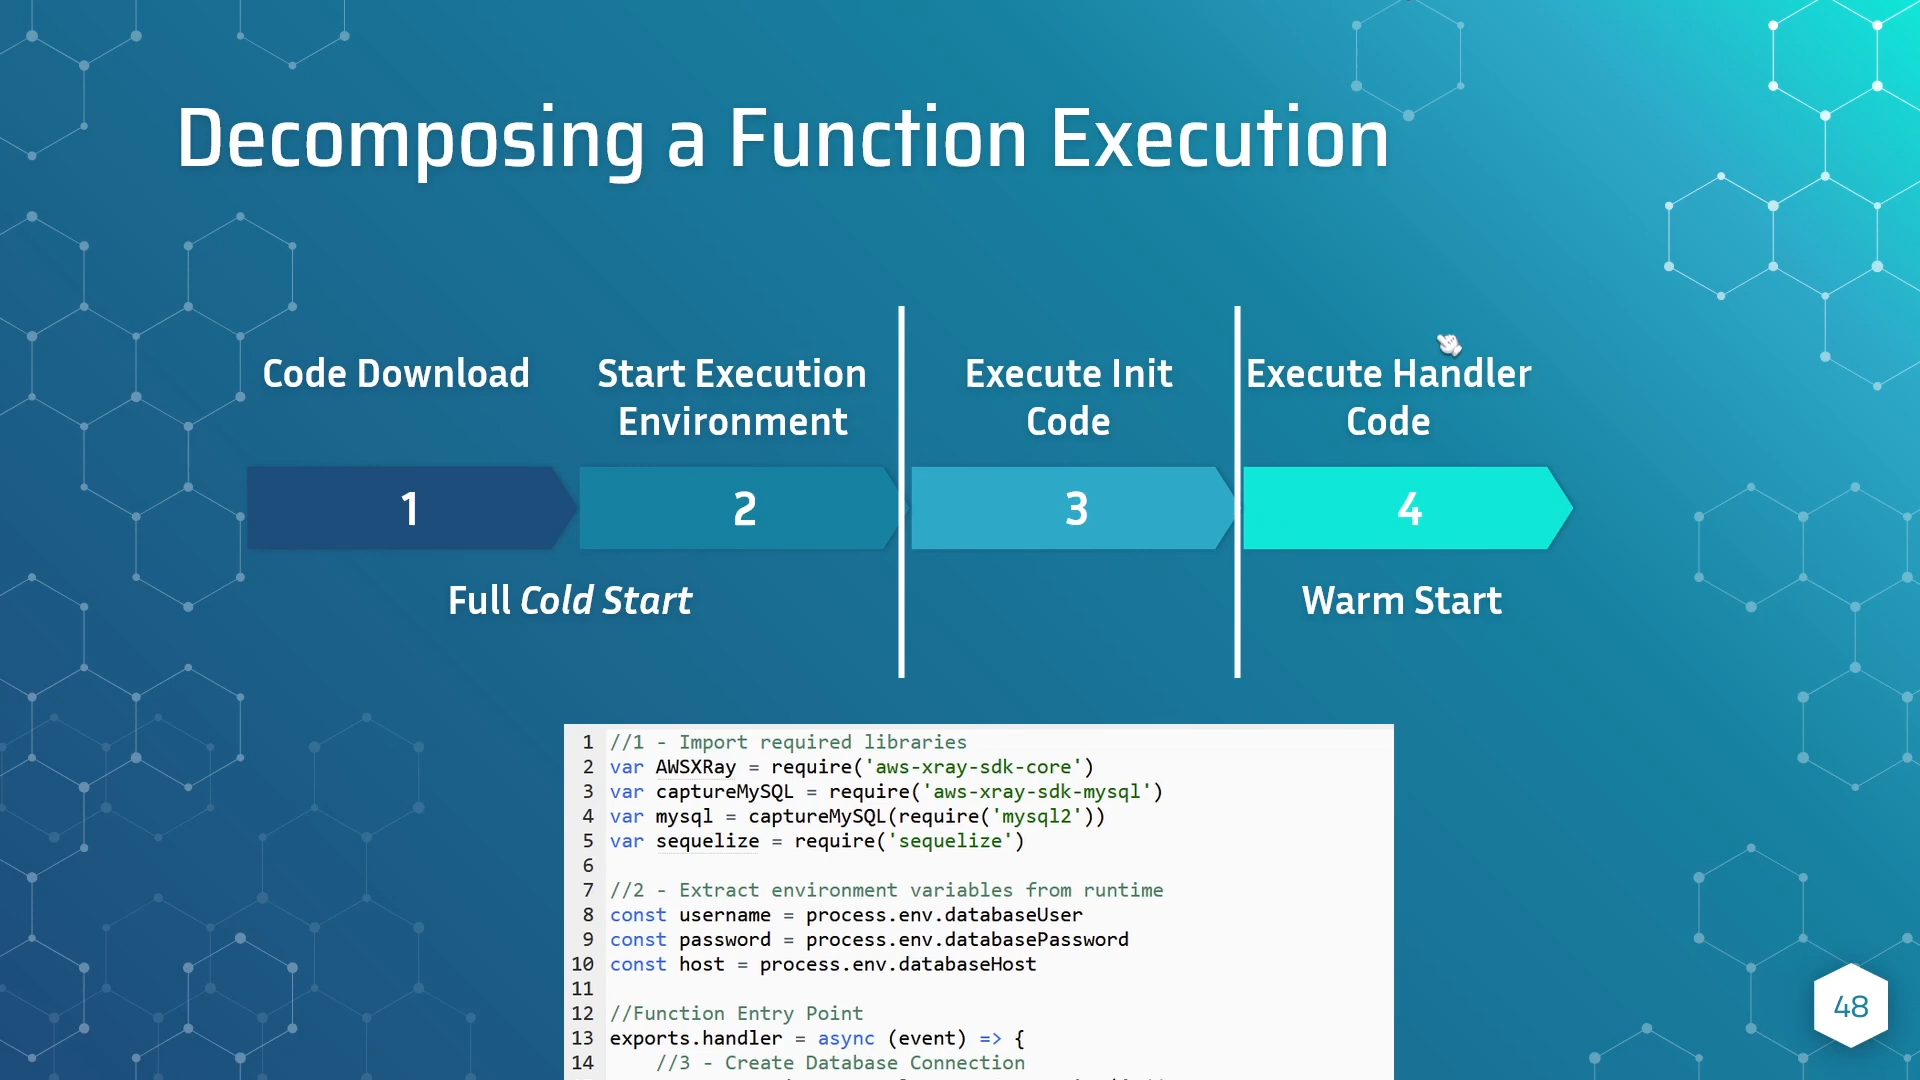 Decomposing a Function Execution
Code Download
Start Execution
Environment
Execute Init
Code
Execute Handler
Code
1
2
3
4
Full Cold Start
Warm Start
1 //1 - Import required libraries
2 var AWSXRay = require('aws-xray-sdk-core')
3 var captureMySQL = require('aws-xray-sdk-mysql')
4 var mysql = captureMySQL(require('mysql2'))
5 var sequelize = require('sequelize')
6
7 //2 - Extract environment variables from runtime
8 const username = process.env.databaseUser
9 const password = process.env.databasePassword
10 const host = process.env.databaseHost
11
12 //Function Entry Point
13 exports.handler = async (event) => {
14 //3 - Create Database Connection
48